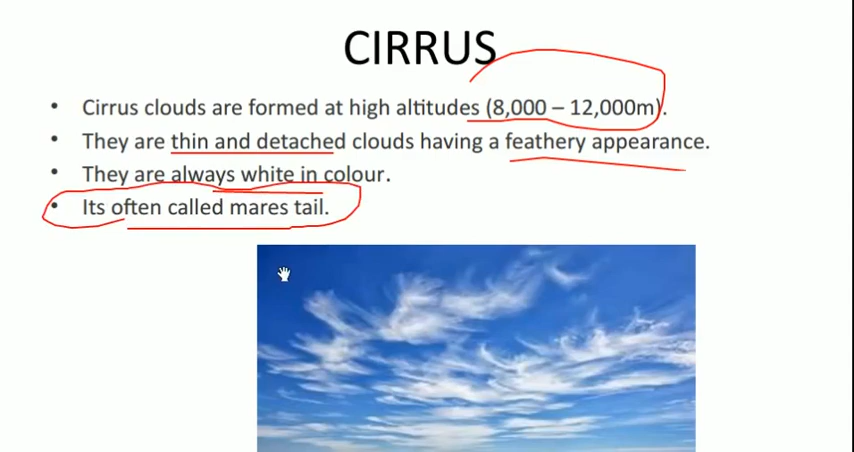 CIRRUS
• Cirrus clouds are formed at high altitudes (8,000 – 12,000m).
• They are thin and detached clouds having a feathery appearance.
• They are always white in colour.
• Its often called mares tail.